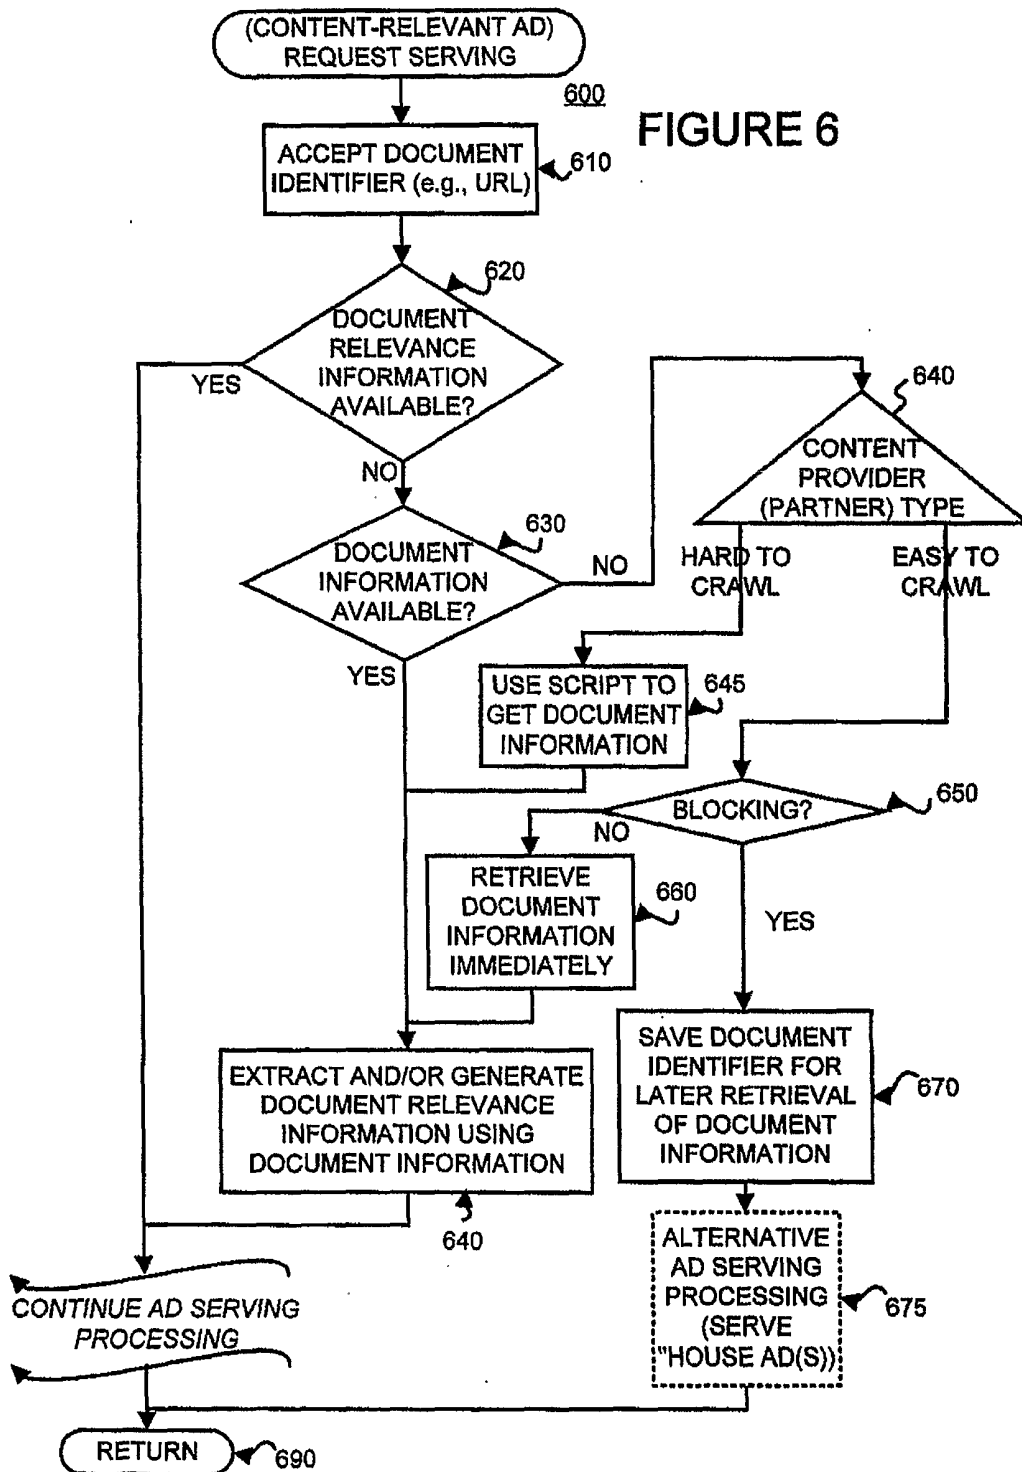 (CONTENT-RELEVANT AD)
REQUEST SERVING
600
FIGURE 6
ACCEPT DOCUMENT
IDENTIFIER (e.g., URL)
610
620
DOCUMENT
RELEVANCE
INFORMATION
AVAILABLE?
YES
NO
640
CONTENT
PROVIDER
(PARTNER) TYPE
630
DOCUMENT
INFORMATION
AVAILABLE?
NO
HARD TO
CRAWL
EASY TO
CRAWL
YES
USE SCRIPT TO
GET DOCUMENT
INFORMATION
645
BLOCKING?
650
NO
RETRIEVE
DOCUMENT
INFORMATION
IMMEDIATELY
660
YES
EXTRACT AND/OR GENERATE
DOCUMENT RELEVANCE
INFORMATION USING
DOCUMENT INFORMATION
640
SAVE DOCUMENT
IDENTIFIER FOR
LATER RETRIEVAL
OF DOCUMENT
INFORMATION
670
ALTERNATIVE
AD SERVING
PROCESSING
(SERVE
"HOUSE AD(S))
675
CONTINUE AD SERVING
PROCESSING
RETURN
690